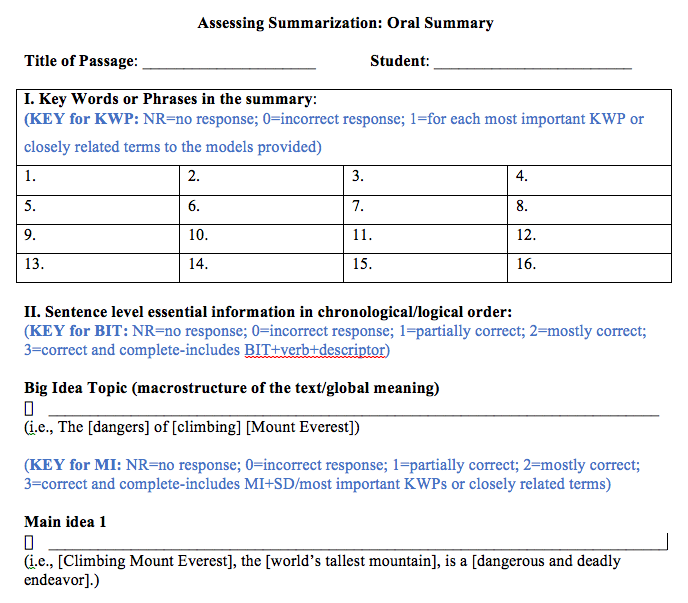 Assessing Summarization: Oral Summary
Title of Passage: ______________________ Student: _________________________
I. Key Words or Phrases in the summary:
(KEY for KWP: NR=no response; 0=incorrect response; 1=for each most important KWP or
closely related terms to the models provided)
1. 2. 3. 4.
5. 6. 7. 8.
9. 10. 11. 12.
13. 14. 15. 16.
II. Sentence level essential information in chronological/logical order:
(KEY for BIT: NR=no response; 0=incorrect response; 1=partially correct; 2=mostly correct;
3=correct and complete-includes BIT+verb+descriptor)
Big Idea Topic (macrostructure of the text/global meaning)
(i.e., The [dangers] of [climbing] [Mount Everest])
(KEY for MI: NR=no response; 0=incorrect response; 1=partially correct; 2=mostly correct;
3=correct and complete-includes MI+SD/most important KWPs or closely related terms)
Main idea 1
(i.e., [Climbing Mount Everest], the [world’s tallest mountain], is a [dangerous and deadly
endeavor].)